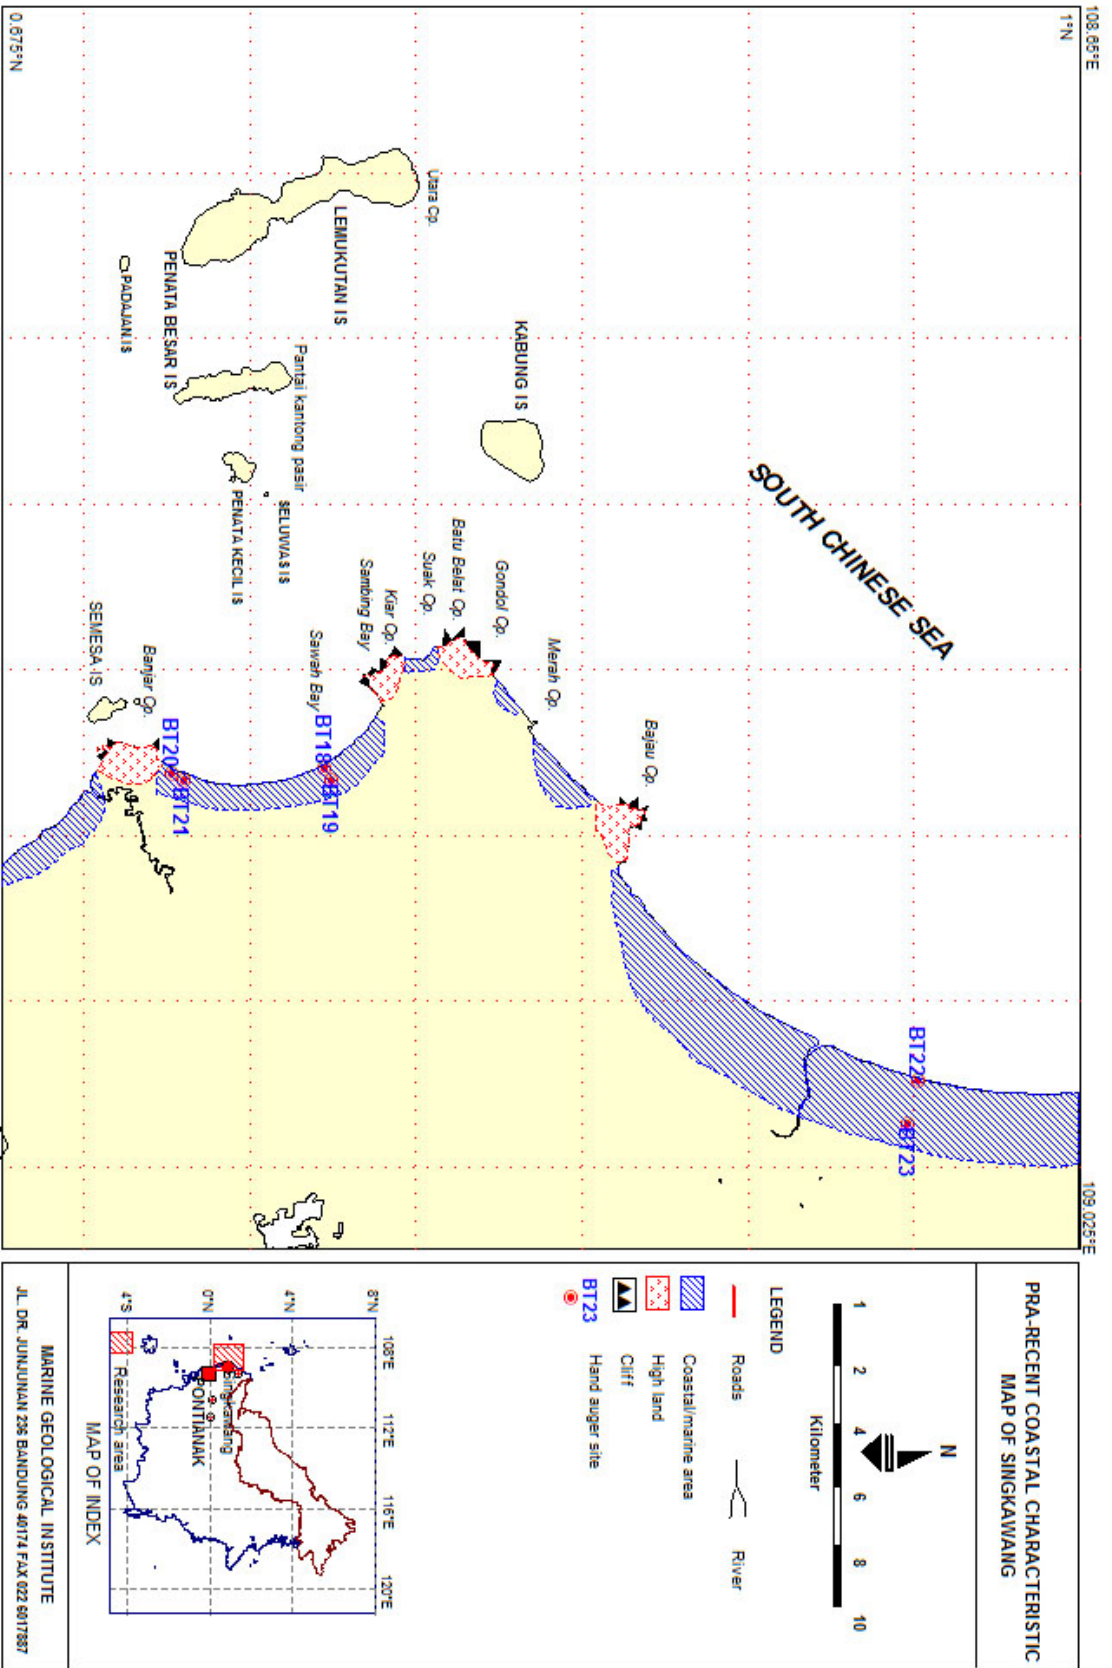 108.65°E
109.025°E
1°N
0.675°N
SOUTH CHINESE SEA
Utara Cp.
LEMUKUTAN IS
KABUNG IS
Pantai kantong pasir
PENATA BESAR IS
PADAJAN IS
SELUWAS IS
PENATA KECIL IS
Bajau Cp.
Merah Cp.
Gondol Cp.
Batu Belat Cp.
Suak Cp.
Kiar Cp.
Sambing Bay
Sawah Bay
Banjar Cp.
SEMESA IS
BT22
BT23
BT18
BT19
BT20
BT21
PRA-RECENT COASTAL CHARACTERISTIC
MAP OF SINGKAWANG
N
1 2 4 6 8 10
Kilometer
LEGEND
Roads
River
Coastal/marine area
High land
Cliff
BT23
Hand auger site
108°E 112°E 116°E 120°E
8°N
4°N
0°N
4°S
Singkawang
PONTIANAK
Research area
MAP OF INDEX
MARINE GEOLOGICAL INSTITUTE
JL. DR. JUNJUNAN 236 BANDUNG 40174 FAX 022 6017887